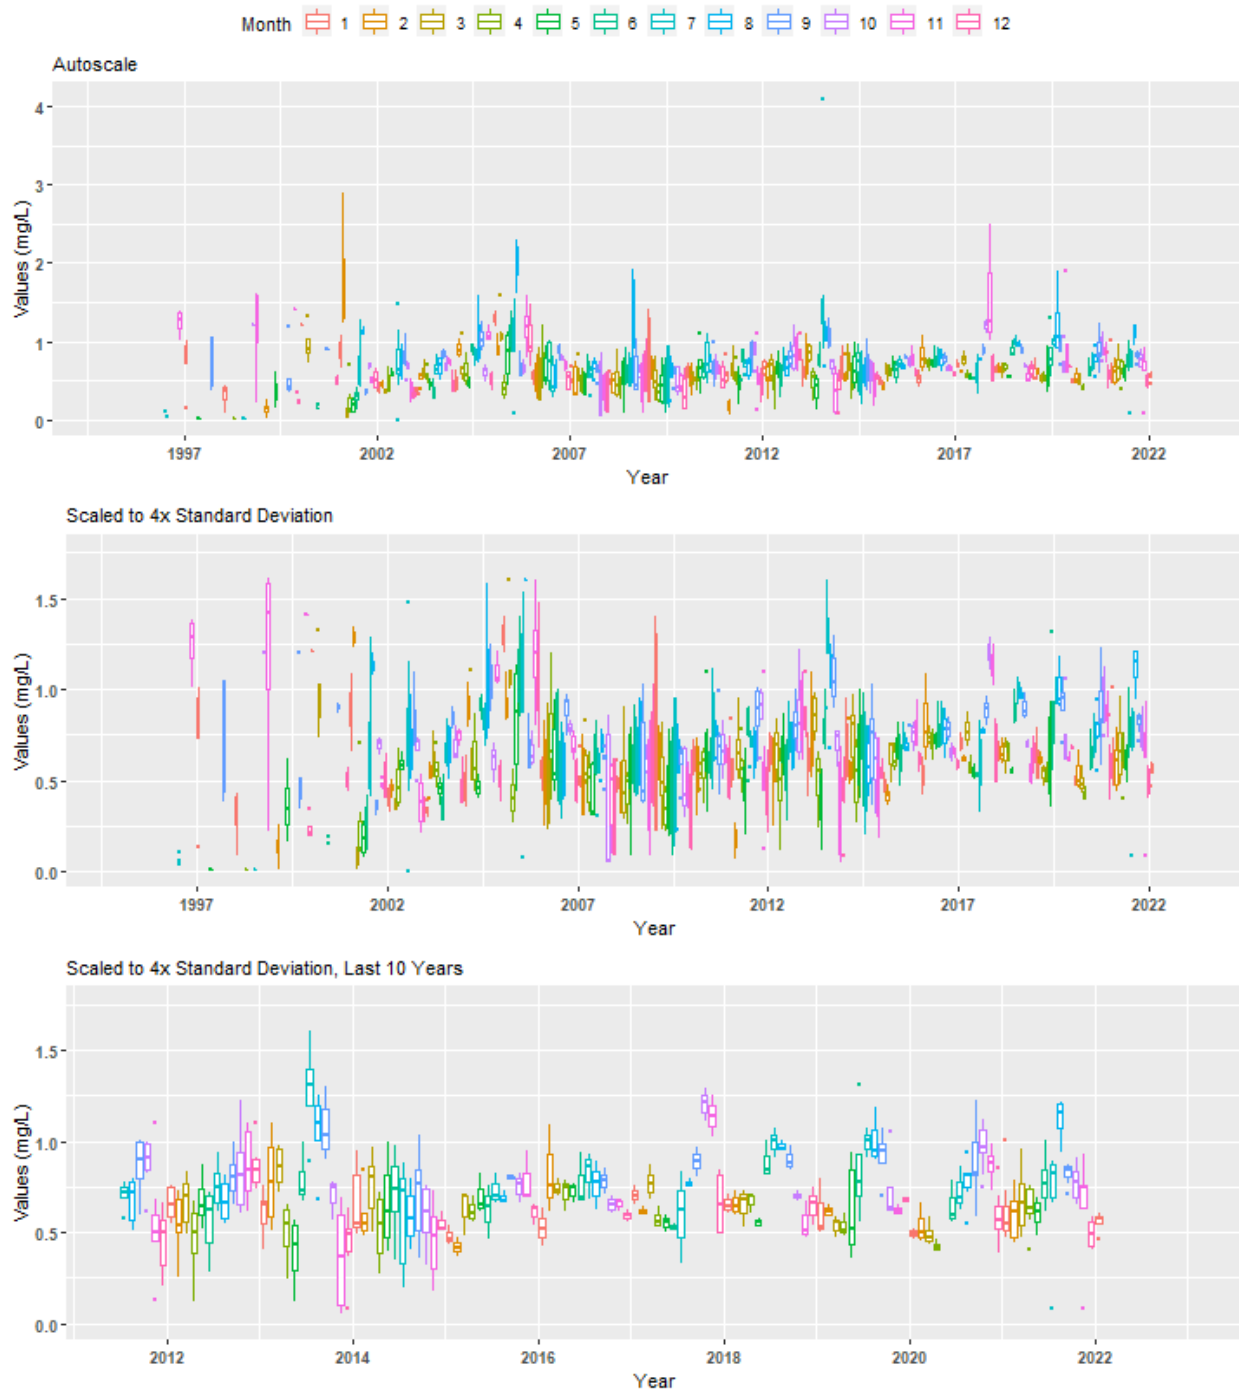 Month 1 2 3 4 5 6 7 8 9 10 11 12
Autoscale
Values (mg/L)
4
3
2
1
0
1997 2002 2007 2012 2017 2022
Year
Scaled to 4x Standard Deviation
Values (mg/L)
1.5
1.0
0.5
0.0
1997 2002 2007 2012 2017 2022
Year
Scaled to 4x Standard Deviation, Last 10 Years
Values (mg/L)
1.5
1.0
0.5
0.0
2012 2014 2016 2018 2020 2022
Year